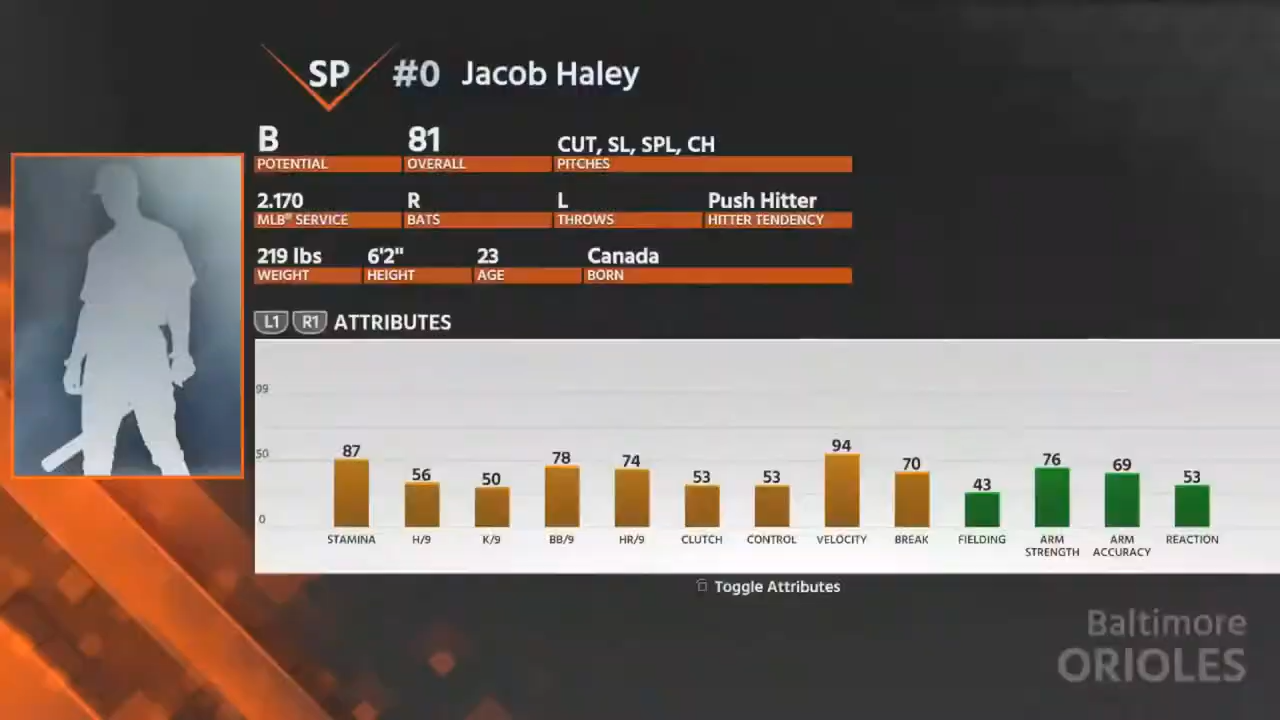 SP #0 Jacob Haley
B 81 CUT, SL, SPL, CH
POTENTIAL OVERALL PITCHES
2.170 R L Push Hitter
MLB® SERVICE BATS THROWS HITTER TENDENCY
219 lbs 6'2" 23 Canada
WEIGHT HEIGHT AGE BORN
L1 R1 ATTRIBUTES
99
50
0
87 56 50 78 74 53 53 94 70 43 76 69 53
STAMINA H/9 K/9 BB/9 HR/9 CLUTCH CONTROL VELOCITY BREAK FIELDING ARM STRENGTH ARM ACCURACY REACTION
Toggle Attributes
Baltimore
ORIOLES